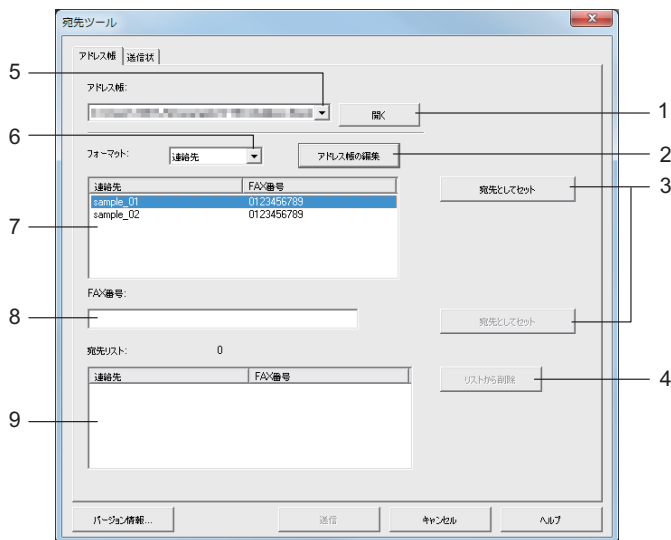 宛先ツール
アドレス帳 送信状
5
アドレス帳:
開く 1
6
フォーマット: 連絡先 アドレス帳の編集 2
連絡先 FAX番号 宛先としてセット 3
sample_01 0123456789
sample_02 0123456789
7
FAX番号:
8
宛先としてセット
宛先リスト: 0
連絡先 FAX番号 リストから削除 4
9
バージョン情報... 送信 キャンセル ヘルプ